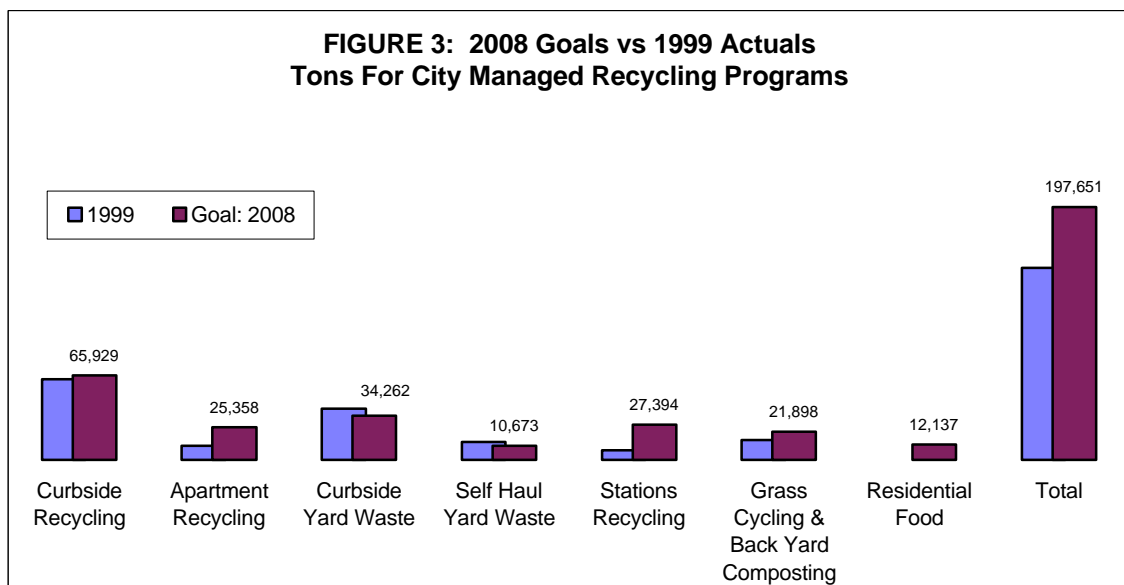 FIGURE 3:  2008 Goals vs 1999 Actuals
Tons For City Managed Recycling Programs
1999
Goal: 2008
65,929
25,358
34,262
10,673
27,394
21,898
12,137
197,651
Curbside
Recycling
Apartment
Recycling
Curbside
Yard Waste
Self Haul
Yard Waste
Stations
Recycling
Grass
Cycling &
Back Yard
Composting
Residential
Food
Total